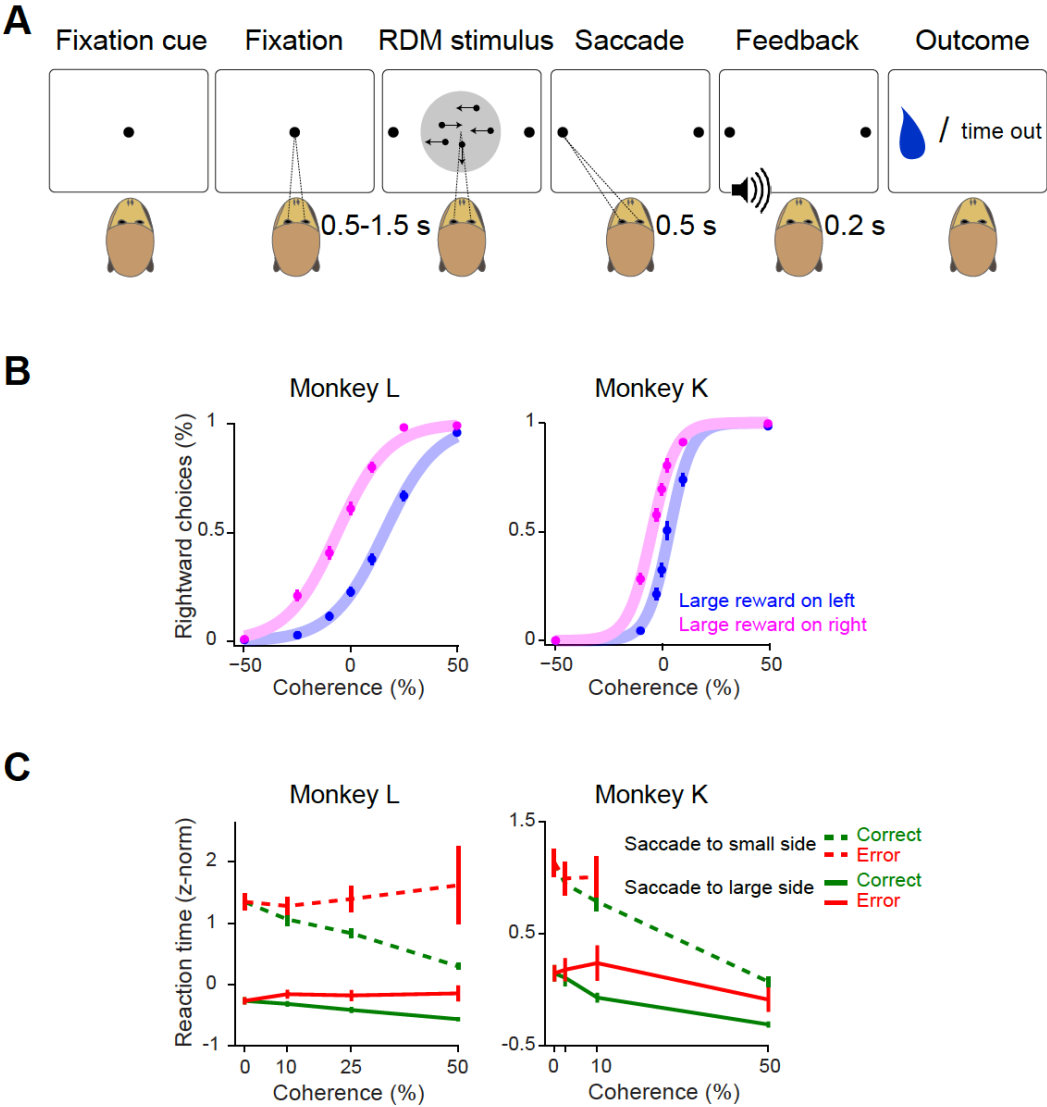 A
Fixation cue
Fixation
RDM stimulus
Saccade
Feedback
Outcome
/ time out
0.5-1.5 s
0.5 s
0.2 s
B
Monkey L
Monkey K
Rightward choices (%)
1
0.5
0
−50
0
50
Coherence (%)
1
0.5
0
−50
0
50
Coherence (%)
Large reward on left
Large reward on right
C
Monkey L
Monkey K
Reaction time (z-norm)
2
1
0
-1
0
10
25
50
Coherence (%)
1.5
0.5
-0.5
0
10
50
Coherence (%)
Saccade to small side
Correct
Error
Saccade to large side
Correct
Error